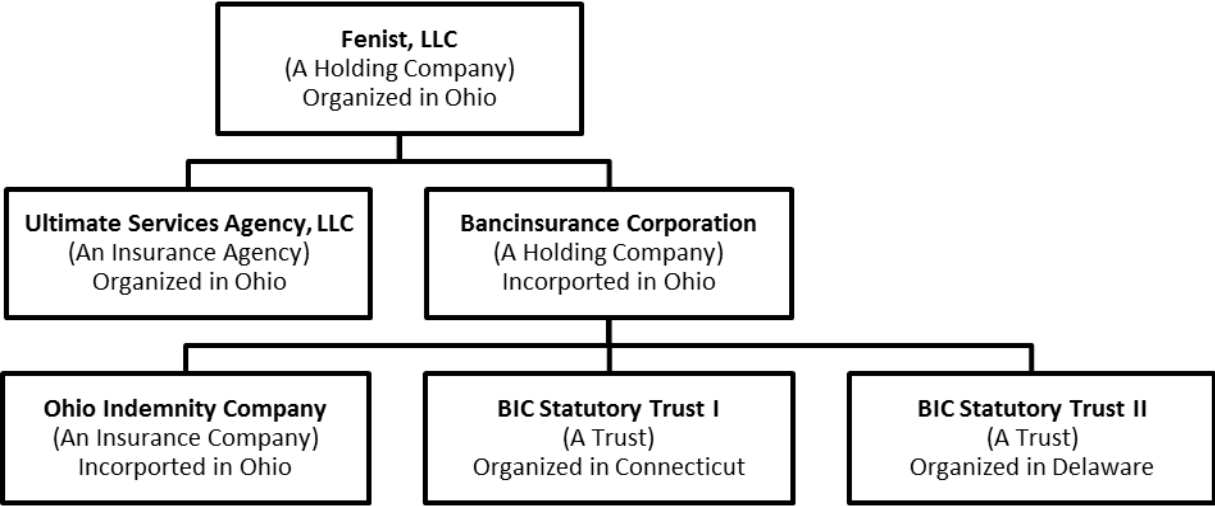 Fenist, LLC
(A Holding Company)
Organized in Ohio
Ultimate Services Agency, LLC
(An Insurance Agency)
Organized in Ohio
Bancinsurance Corporation
(A Holding Company)
Incorported in Ohio
Ohio Indemnity Company
(An Insurance Company)
Incorported in Ohio
BIC Statutory Trust I
(A Trust)
Organized in Connecticut
BIC Statutory Trust II
(A Trust)
Organized in Delaware